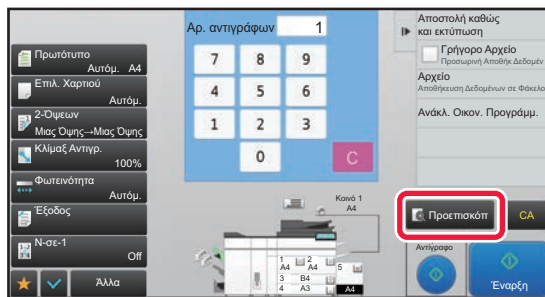 Πρωτότυπο
Αυτόμ. A4
Επιλ. Χαρτιού
Αυτόμ.
2-Όψεων
Μιας Όψης→Μιας Όψης
Κλίμαξ Αντιγρ.
100%
Φωτεινότητα
Αυτόμ.
Έξοδος
N-σε-1
Off
Άλλα
Αρ. αντιγράφων 1
7 8 9
4 5 6
1 2 3
0 C
Κοινό 1
A4
1 2 5
A4 A4
3 B4
4 A3 A4
Αποστολή καθώς
και εκτύπωση
Γρήγορο Αρχείο
Προσωρινή Αποθήκ Δεδομέν
Αρχείο
Αποθήκευση Δεδομένων σε Φάκελο
Ανάκλ. Οικον. Προγράμμ.
Προεπισκόπ CA
Αντίγραφο
Έναρξη